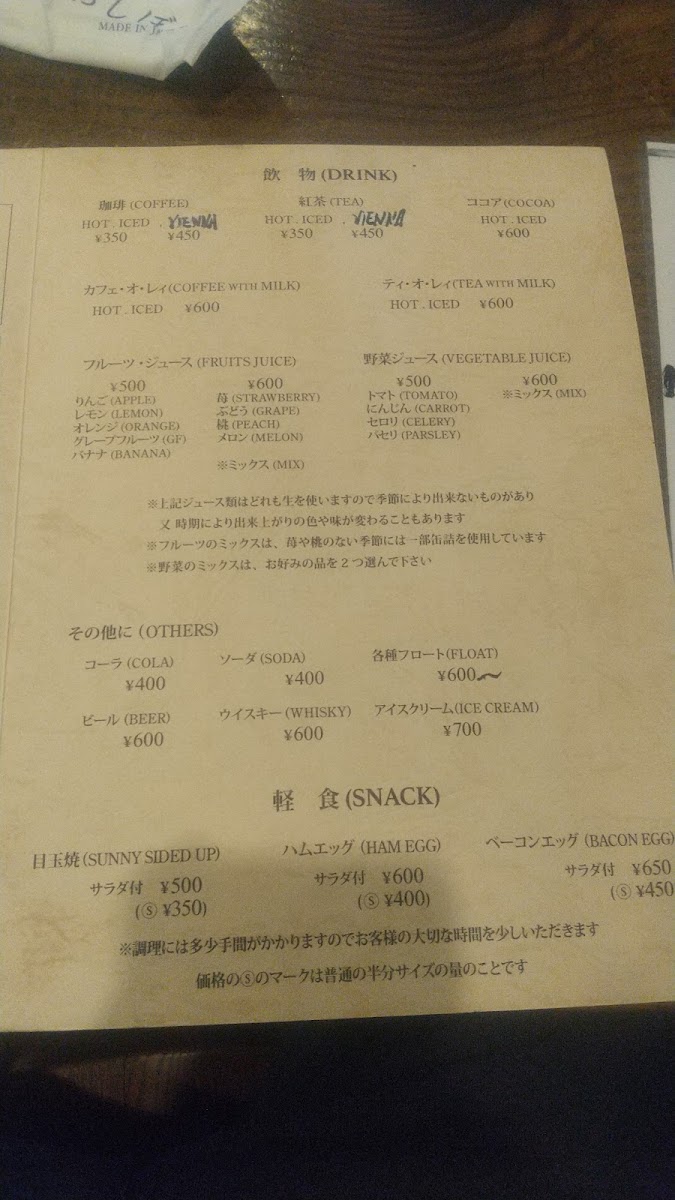 MADE IN
飲 物 (DRINK)
珈琲 (COFFEE) 紅茶 (TEA) ココア (COCOA)
HOT . ICED . VIENNA HOT . ICED . VIENNA HOT . ICED
¥350 ¥450 ¥350 ¥450 ¥600
カフェ・オ・レィ(COFFEE WITH MILK) ティ・オ・レィ(TEA WITH MILK)
HOT . ICED ¥600 HOT . ICED ¥600
フルーツ・ジュース (FRUITS JUICE) 野菜ジュース (VEGETABLE JUICE)
¥500 ¥600 ¥500 ¥600
りんご (APPLE) 苺 (STRAWBERRY) トマト (TOMATO) ※ミックス (MIX)
レモン (LEMON) ぶどう (GRAPE) にんじん (CARROT)
オレンジ (ORANGE) 桃 (PEACH) セロリ (CELERY)
グレープフルーツ (GF) メロン (MELON) パセリ (PARSLEY)
バナナ (BANANA)
※ミックス (MIX)
※上記ジュース類はどれも生を使いますので季節により出来ないものがあり
又 時期により出来上がりの色や味が変わることもあります
※フルーツのミックスは、苺や桃のない季節には一部缶詰を使用しています
※野菜のミックスは、お好みの品を2つ選んで下さい
その他に (OTHERS)
コーラ (COLA) ソーダ (SODA) 各種フロート(FLOAT)
¥400 ¥400 ¥600〜
ビール (BEER) ウイスキー (WHISKY) アイスクリーム(ICE CREAM)
¥600 ¥600 ¥700
軽 食 (SNACK)
目玉焼 (SUNNY SIDED UP) ハムエッグ (HAM EGG) ベーコンエッグ (BACON EGG)
サラダ付 ¥500 サラダ付 ¥600 サラダ付 ¥650
(Ⓢ ¥350) (Ⓢ ¥400) (Ⓢ ¥450
※調理には多少手間がかかりますのでお客様の大切な時間を少しいただきます
価格のⓈのマークは普通の半分サイズの量のことです